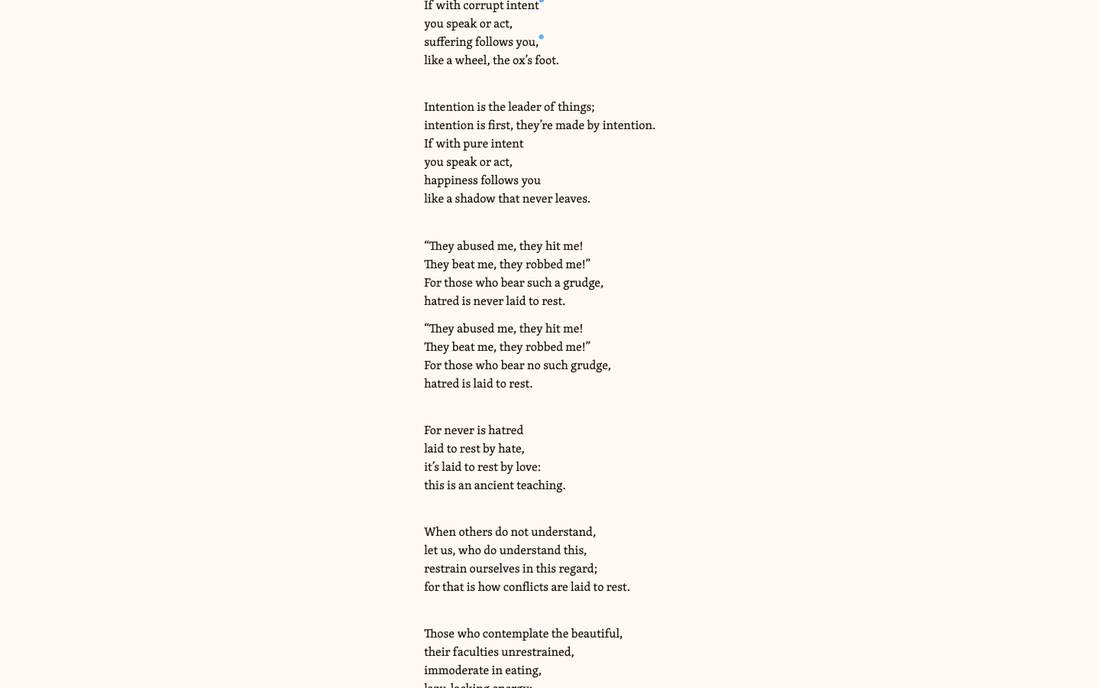 If with corrupt intent
you speak or act,
suffering follows you,
like a wheel, the ox’s foot.
Intention is the leader of things;
intention is first, they’re made by intention.
If with pure intent
you speak or act,
happiness follows you
like a shadow that never leaves.
“They abused me, they hit me!
They beat me, they robbed me!”
For those who bear such a grudge,
hatred is never laid to rest.
“They abused me, they hit me!
They beat me, they robbed me!”
For those who bear no such grudge,
hatred is laid to rest.
For never is hatred
laid to rest by hate,
it’s laid to rest by love:
this is an ancient teaching.
When others do not understand,
let us, who do understand this,
restrain ourselves in this regard;
for that is how conflicts are laid to rest.
Those who contemplate the beautiful,
their faculties unrestrained,
immoderate in eating,
lazy, lacking energy: